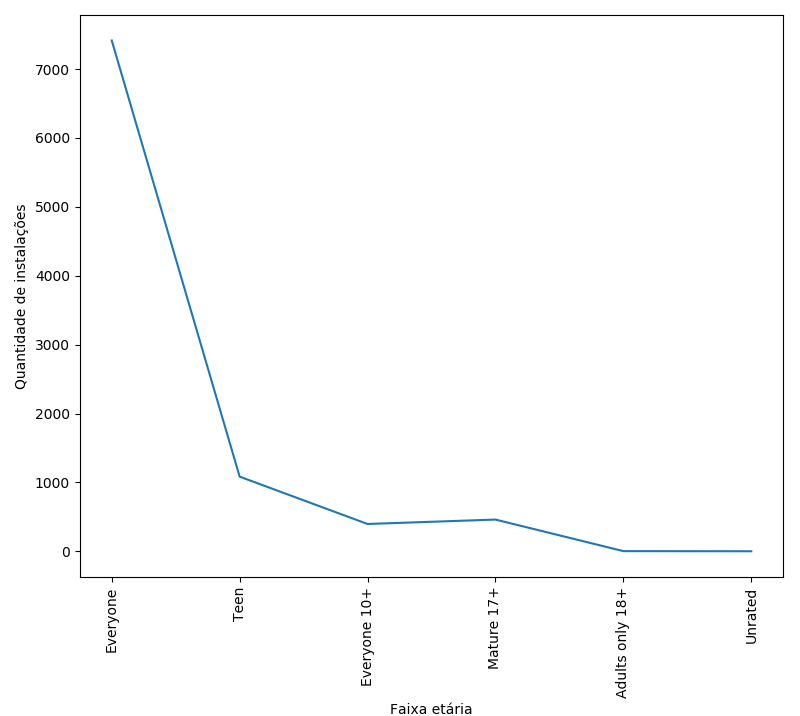 7000
6000
5000
4000
3000
2000
1000
0
Quantidade de instalações
Everyone
Teen
Everyone 10+
Mature 17+
Adults only 18+
Unrated
Faixa etária